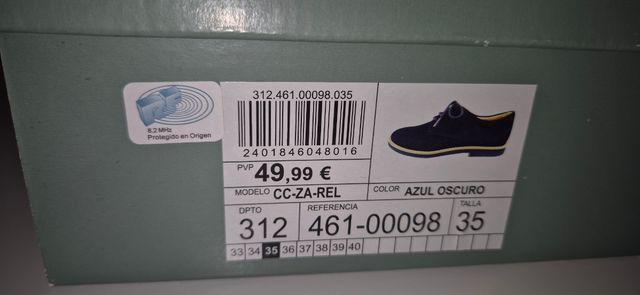 RF
8.2 MHz
Protegido en Origen
312.461.00098.035
2401846048016
PVP 49,99 €
MODELO CC-ZA-REL
COLOR AZUL OSCURO
DPTO REFERENCIA TALLA
312 461-00098 35
33 34 35 36 37 38 39 40